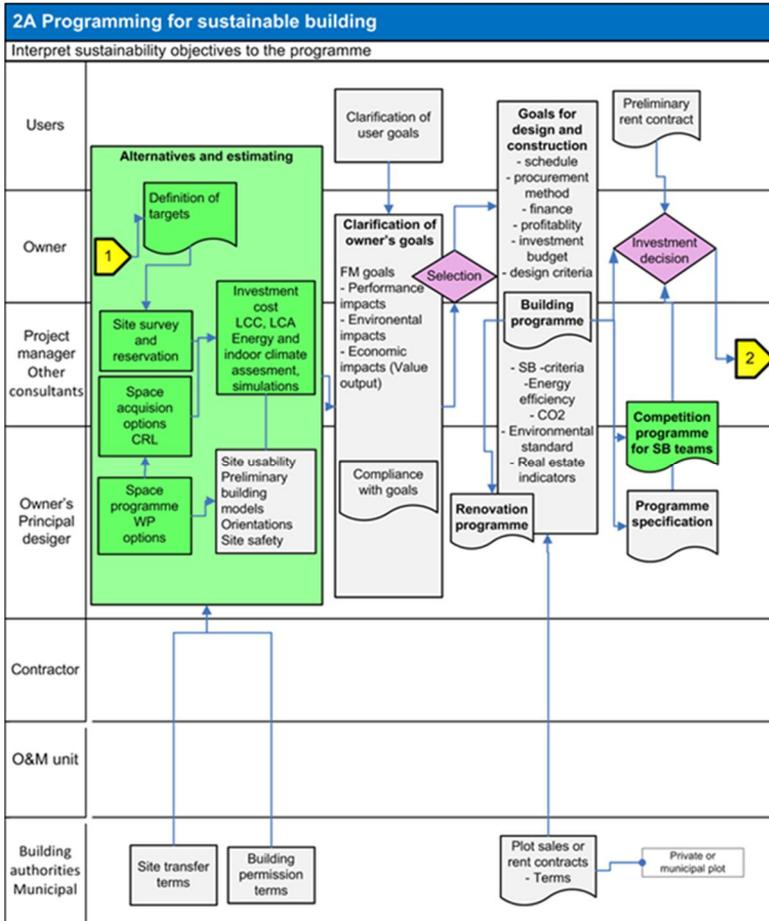 2A Programming for sustainable building
Interpret sustainability objectives to the programme
Users
Clarification of
user goals
Goals for
design and
construction
- schedule
- procurement
method
- finance
- profitablity
- investment
budget
- design criteria
Preliminary
rent contract
Alternatives and estimating
Owner
1
Definition of
targets
Clarification of
owner's goals
FM goals
- Performance
impacts
- Environental
impacts
- Economic
impacts (Value
output)
Selection
Investment
decision
Project
manager
Other
consultants
Site survey
and
reservation
Investment
cost
LCC, LCA
Energy and
indoor climate
assesment,
simulations
Building
programme
2
Space
acquision
options
CRL
- SB -criteria
-Energy
efficiency
- CO2
- Environmental
standard
- Real estate
indicators
Competition
programme
for SB teams
Owner's
Principal
desiger
Space
programme
WP
options
Site usability
Preliminary
building
models
Orientations
Site safety
Compliance
with goals
Renovation
programme
Programme
specification
Contractor
O&M unit
Building
authorities
Municipal
Site transfer
terms
Building
permission
terms
Plot sales or
rent contracts
- Terms
Private or
municipal plot